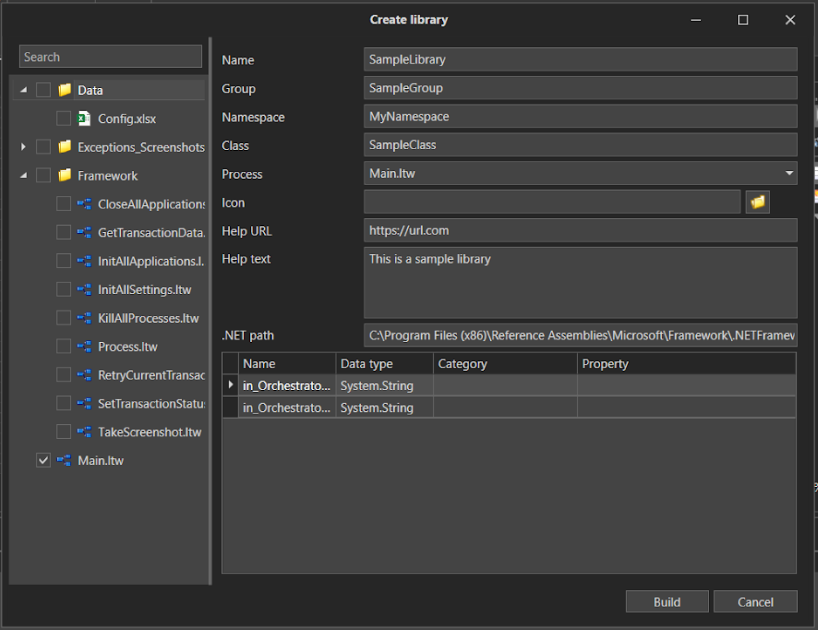 Create library
Search
Data
Config.xlsx
Exceptions_Screenshots
Framework
CloseAllApplications
GetTransactionData.
InitAllApplications.l.
InitAllSettings.ltw
KillAllProcesses.ltw
Process.ltw
RetryCurrentTransac
SetTransactionStatus
TakeScreenshot.ltw
Main.ltw
Name SampleLibrary
Group SampleGroup
Namespace MyNamespace
Class SampleClass
Process Main.ltw
Icon
Help URL https://url.com
Help text This is a sample library
.NET path C:\Program Files (x86)\Reference Assemblies\Microsoft\Framework\.NETFramew
Name Data type Category Property
in_Orchestrato... System.String
in_Orchestrato... System.String
Build Cancel